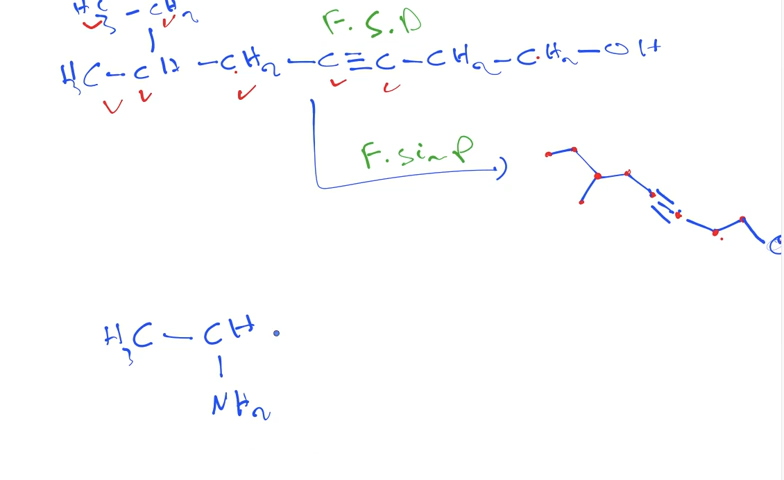 H3C - CH2
F.S.D
H3C - CH - CH2 - C ≡ C - CH2 - CH2 - OH
F. sin P
O
H3C - CH
NH2